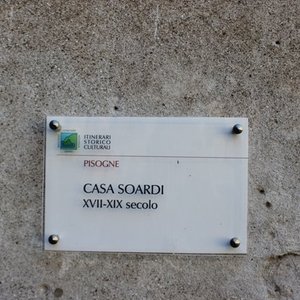 ITINERARI
STORICO
CULTURALI
PISOGNE
CASA SOARDI
XVII-XIX secolo